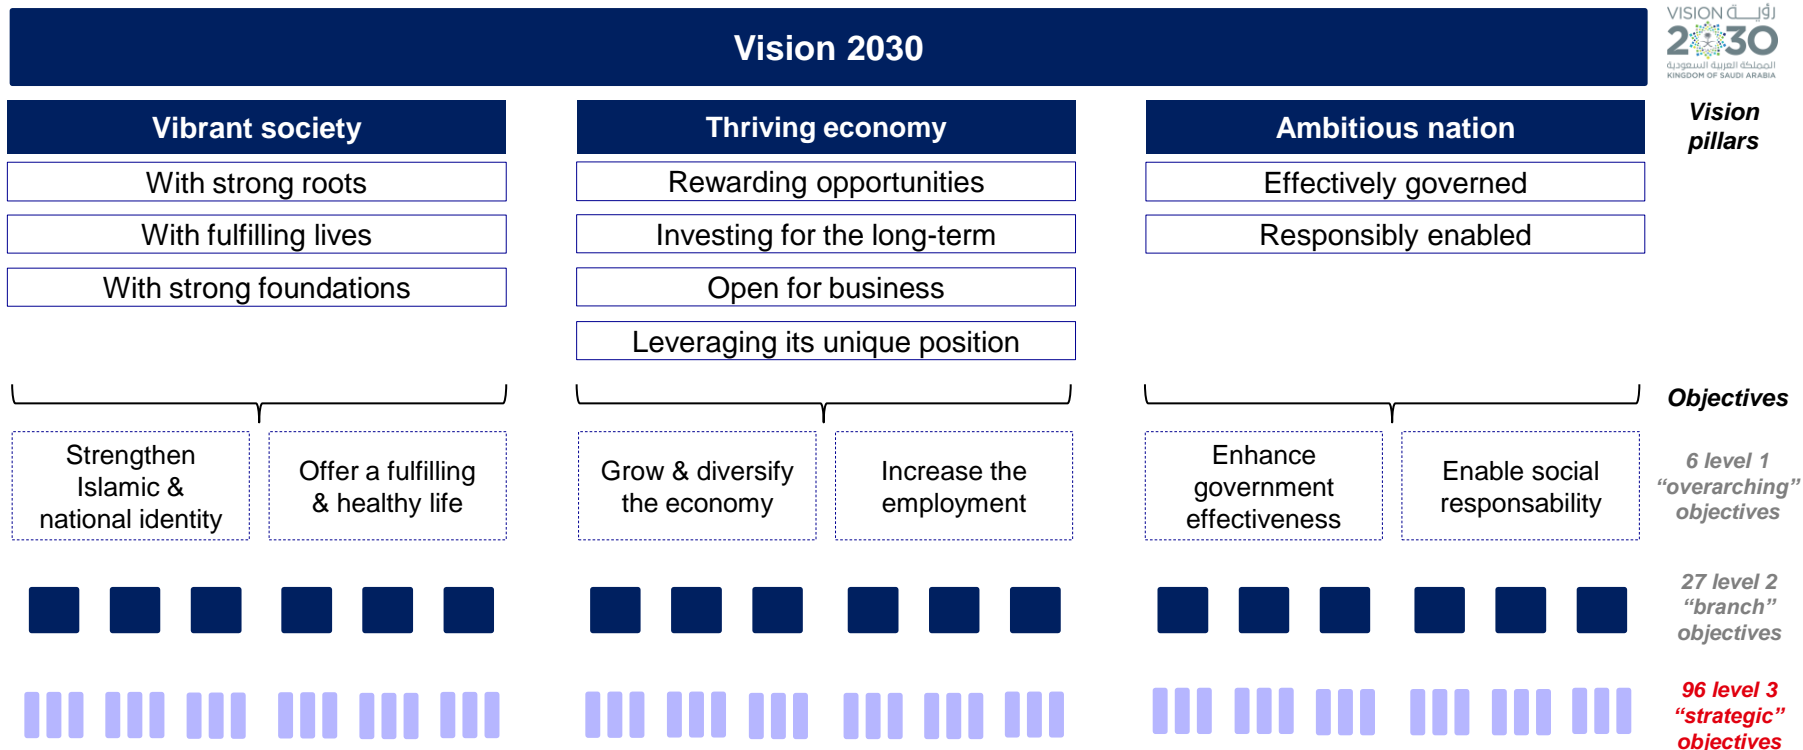 Vision 2030
VISION رؤيـــة
2030
المملكة العربية السعودية
KINGDOM OF SAUDI ARABIA
Vibrant society
Thriving economy
Ambitious nation
Vision
pillars
With strong roots
Rewarding opportunities
Effectively governed
With fulfilling lives
Investing for the long-term
Responsibly enabled
With strong foundations
Open for business
Leveraging its unique position
Objectives
Strengthen
Islamic &
national identity
Offer a fulfilling
& healthy life
Grow & diversify
the economy
Increase the
employment
Enhance
government
effectiveness
Enable social
responsability
6 level 1
“overarching”
objectives
27 level 2
“branch”
objectives
96 level 3
“strategic”
objectives